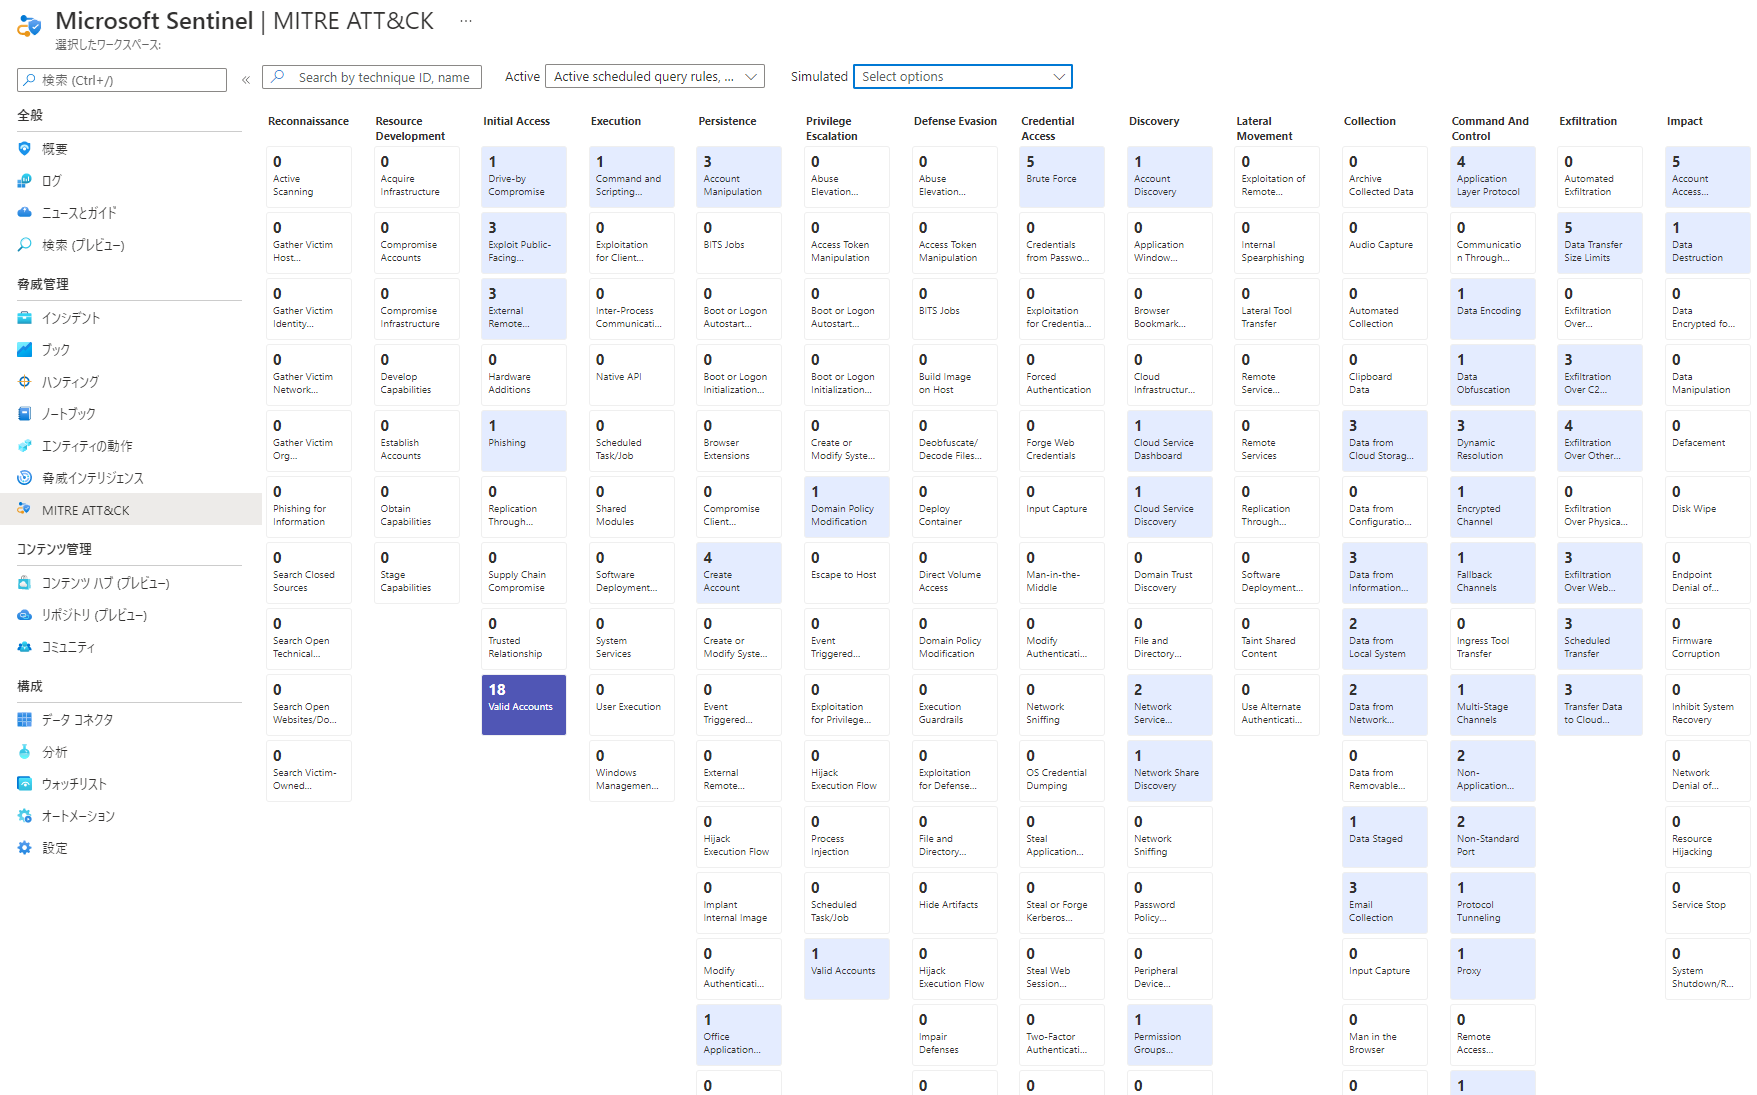 Microsoft Sentinel | MITRE ATT&CK ...
選択したワークスペース:
検索 (Ctrl+/)
«
Search by technique ID, name
Active
Active scheduled query rules, ...
Simulated
Select options
全般
概要
ログ
ニュースとガイド
検索 (プレビュー)
脅威管理
インシデント
ブック
ハンティング
ノートブック
エンティティの動作
脅威インテリジェンス
MITRE ATT&CK
コンテンツ管理
コンテンツ ハブ (プレビュー)
リポジトリ (プレビュー)
コミュニティ
構成
データ コネクタ
分析
ウォッチリスト
オートメーション
設定
Reconnaissance
0
Active
Scanning
0
Gather Victim
Host...
0
Gather Victim
Identity...
0
Gather Victim
Network...
0
Gather Victim
Org...
0
Phishing for
Information
0
Search Closed
Sources
0
Search Open
Technical...
0
Search Open
Websites/Do...
0
Search Victim-
Owned...
Resource
Development
0
Acquire
Infrastructure
0
Compromise
Accounts
0
Compromise
Infrastructure
0
Develop
Capabilities
0
Establish
Accounts
0
Obtain
Capabilities
0
Stage
Capabilities
Initial Access
1
Drive-by
Compromise
3
Exploit Public-
Facing...
3
External
Remote...
0
Hardware
Additions
1
Phishing
0
Replication
Through...
0
Supply Chain
Compromise
0
Trusted
Relationship
18
Valid Accounts
Execution
1
Command and
Scripting...
0
Exploitation
for Client...
0
Inter-Process
Communicati...
0
Native API
0
Scheduled
Task/Job
0
Shared
Modules
0
Software
Deployment...
0
System
Services
0
User Execution
0
Windows
Managemen...
Persistence
3
Account
Manipulation
0
BITS Jobs
0
Boot or Logon
Autostart...
0
Boot or Logon
Initialization...
0
Browser
Extensions
0
Compromise
Client...
4
Create
Account
0
Create or
Modify Syste...
0
Event
Triggered...
0
External
Remote...
0
Hijack
Execution Flow
0
Implant
Internal Image
0
Modify
Authenticati...
1
Office
Application...
0
Privilege
Escalation
0
Abuse
Elevation...
0
Access Token
Manipulation
0
Boot or Logon
Autostart...
0
Boot or Logon
Initialization...
0
Create or
Modify Syste...
1
Domain Policy
Modification
0
Escape to Host
0
Event
Triggered...
0
Exploitation
for Privilege...
0
Hijack
Execution Flow
0
Process
Injection
0
Scheduled
Task/Job
1
Valid Accounts
Defense Evasion
0
Abuse
Elevation...
0
Access Token
Manipulation
0
BITS Jobs
0
Build Image
on Host
0
Deobfuscate/
Decode Files...
0
Deploy
Container
0
Direct Volume
Access
0
Domain Policy
Modification
0
Execution
Guardrails
0
Exploitation
for Defense...
0
File and
Directory...
0
Hide Artifacts
0
Hijack
Execution Flow
0
Impair
Defenses
0
Credential
Access
5
Brute Force
0
Credentials
from Passwo...
0
Exploitation
for Credentia...
0
Forced
Authentication
0
Forge Web
Credentials
0
Input Capture
0
Man-in-the-
Middle
0
Modify
Authenticati...
0
Network
Sniffing
0
OS Credential
Dumping
0
Steal
Application...
0
Steal or Forge
Kerberos...
0
Steal Web
Session...
0
Two-Factor
Authenticati...
0
Discovery
1
Account
Discovery
0
Application
Window...
0
Browser
Bookmark...
0
Cloud
Infrastructur...
1
Cloud Service
Dashboard
1
Cloud Service
Discovery
0
Domain Trust
Discovery
0
File and
Directory...
2
Network
Service...
1
Network Share
Discovery
0
Network
Sniffing
0
Password
Policy...
0
Peripheral
Device...
1
Permission
Groups...
0
Lateral
Movement
0
Exploitation of
Remote...
0
Internal
Spearphishing
0
Lateral Tool
Transfer
0
Remote
Service...
0
Remote
Services
0
Replication
Through...
0
Software
Deployment...
0
Taint Shared
Content
0
Use Alternate
Authenticati...
Collection
0
Archive
Collected Data
0
Audio Capture
0
Automated
Collection
0
Clipboard
Data
3
Data from
Cloud Storag...
0
Data from
Configuratio...
3
Data from
Information...
2
Data from
Local System
2
Data from
Network...
0
Data from
Removable...
1
Data Staged
3
Email
Collection
0
Input Capture
0
Man in the
Browser
0
Command And
Control
4
Application
Layer Protocol
0
Communicatio
n Through...
1
Data Encoding
1
Data
Obfuscation
3
Dynamic
Resolution
1
Encrypted
Channel
1
Fallback
Channels
0
Ingress Tool
Transfer
1
Multi-Stage
Channels
2
Non-
Application...
2
Non-Standard
Port
1
Protocol
Tunneling
1
Proxy
0
Remote
Access...
1
Exfiltration
0
Automated
Exfiltration
5
Data Transfer
Size Limits
0
Exfiltration
Over...
3
Exfiltration
Over C2...
4
Exfiltration
Over Other...
0
Exfiltration
Over Physica...
3
Exfiltration
Over Web...
3
Scheduled
Transfer
3
Transfer Data
to Cloud...
Impact
5
Account
Access...
1
Data
Destruction
0
Data
Encrypted fo...
0
Data
Manipulation
0
Defacement
0
Disk Wipe
0
Endpoint
Denial of...
0
Firmware
Corruption
0
Inhibit System
Recovery
0
Network
Denial of...
0
Resource
Hijacking
0
Service Stop
0
System
Shutdown/R...